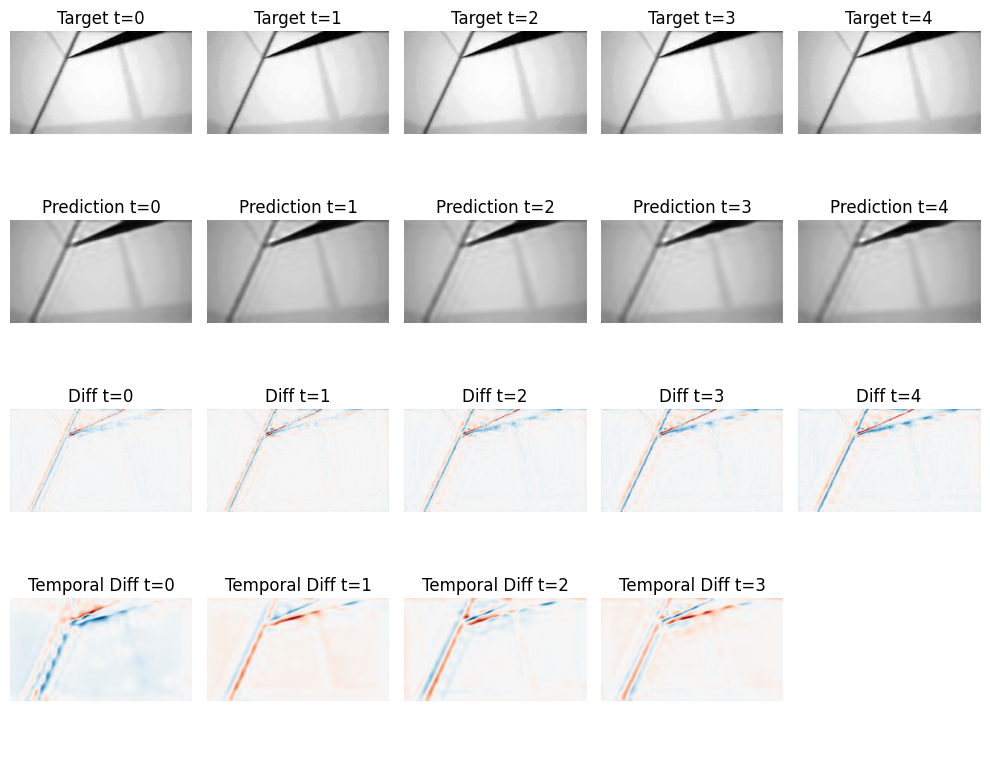 Target t=0 Target t=1 Target t=2 Target t=3 Target t=4
Prediction t=0 Prediction t=1 Prediction t=2 Prediction t=3 Prediction t=4
Diff t=0 Diff t=1 Diff t=2 Diff t=3 Diff t=4
Temporal Diff t=0 Temporal Diff t=1 Temporal Diff t=2 Temporal Diff t=3